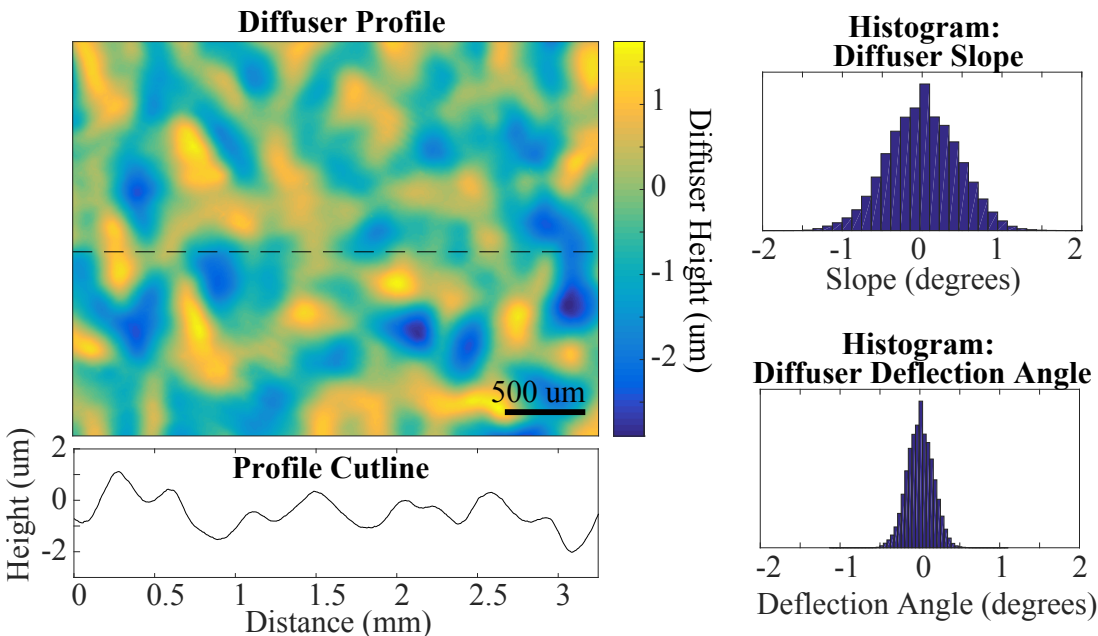 Diffuser Profile
1
0
-1
-2
Diffuser Height (um)
500 um
Profile Cutline
2
0
-2
Height (um)
0
0.5
1
1.5
2
2.5
3
Distance (mm)
Histogram:
Diffuser Slope
-2
-1
0
1
2
Slope (degrees)
Histogram:
Diffuser Deflection Angle
-2
-1
0
1
2
Deflection Angle (degrees)